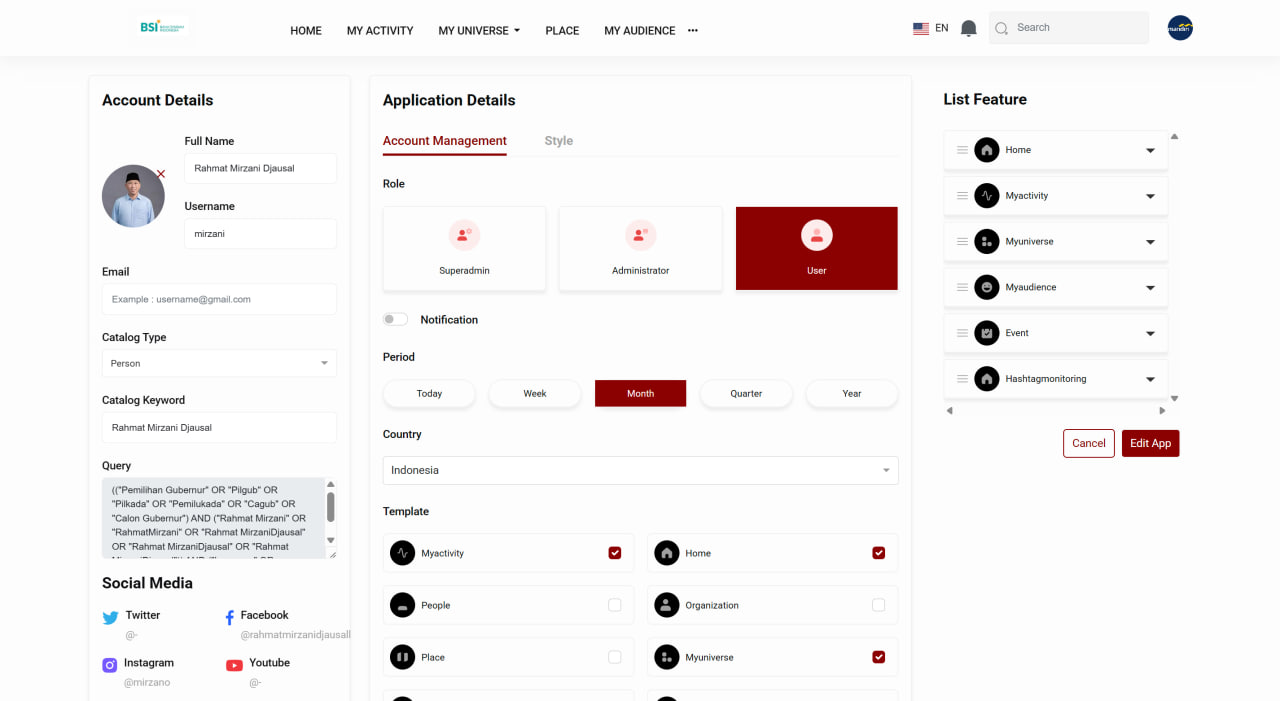 BSI
HOME
MY ACTIVITY
MY UNIVERSE
PLACE
MY AUDIENCE
EN
Search
mandiri
Account Details
Full Name
Rahmat Mirzani Djausal
Username
mirzani
Email
Example : username@gmail.com
Catalog Type
Person
Catalog Keyword
Rahmat Mirzani Djausal
Query
(("Pemilihan Gubernur" OR "Pilgub" OR
"Pilkada" OR "Pemilukada" OR "Cagub" OR
"Calon Gubernur") AND ("Rahmat Mirzani" OR
"RahmatMirzani" OR "Rahmat MirzaniDjausal"
OR "Rahmat MirzaniDjausal" OR "Rahmat
Social Media
Twitter
@-
Facebook
@rahmatmirzanidjausall
Instagram
@mirzano
Youtube
@-
Application Details
Account Management
Style
Role
Superadmin
Administrator
User
Notification
Period
Today
Week
Month
Quarter
Year
Country
Indonesia
Template
Myactivity
Home
People
Organization
Place
Myuniverse
List Feature
Home
Myactivity
Myuniverse
Myaudience
Event
Hashtagmonitoring
Cancel
Edit App